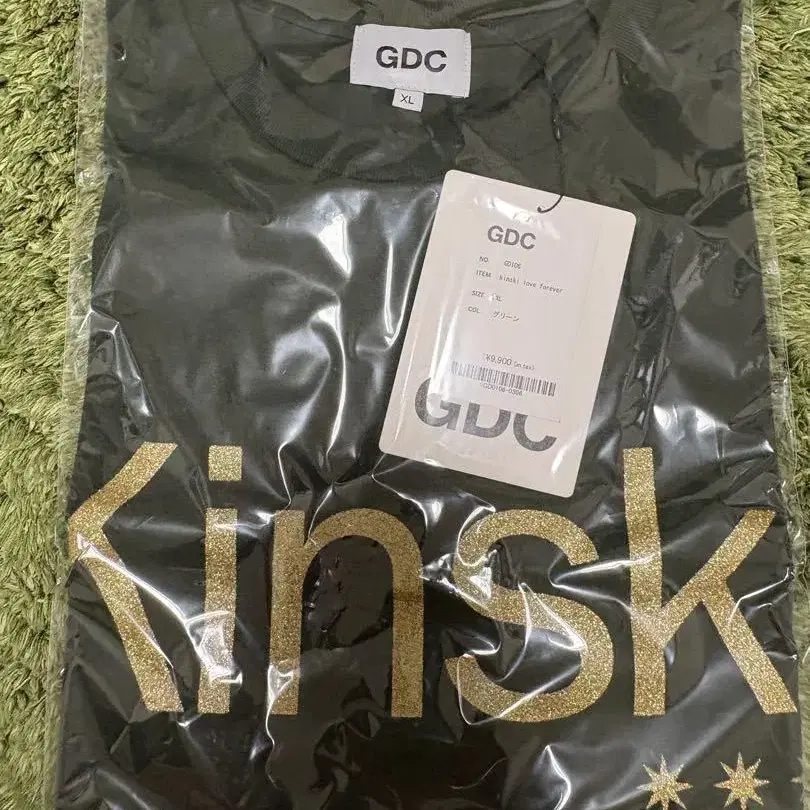 GDC
XL
GDC
NO. GD106
ITEM kinski love forever
SIZE XL
COL. グリーン
¥9,900 (in tax)
GDC
Kinsk